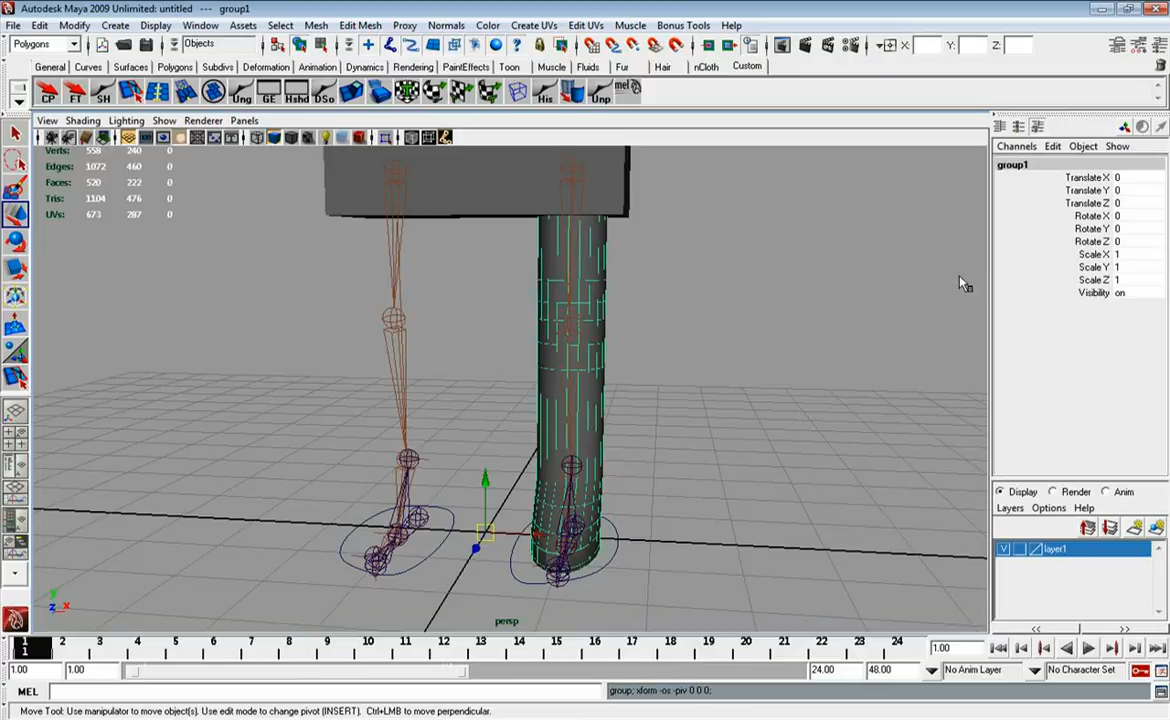 Autodesk Maya 2009 Unlimited: untitled --- group1
File Edit Modify Create Display Window Assets Select Mesh Edit Mesh Proxy Normals Color Create UVs Edit UVs Muscle Bonus Tools Help
Polygons Objects X: Y: Z:
General Curves Surfaces Polygons Subdivs Deformation Animation Dynamics Rendering PaintEffects Toon Muscle Fluids Fur Hair nCloth Custom
CP FT SH Ung GE Hshd DSo His Unp mel
View Shading Lighting Show Renderer Panels
Channels Edit Object Show
Verts: 558 240 0
Edges: 1072 460 0
Faces: 520 222 0
Tris: 1104 476 0
UVs: 673 287 0
group1
Translate X 0
Translate Y 0
Translate Z 0
Rotate X 0
Rotate Y 0
Rotate Z 0
Scale X 1
Scale Y 1
Scale Z 1
Visibility on
Display Render Anim
Layers Options Help
V layer1
y
z x
persp
1 2 3 4 5 6 7 8 9 10 11 12 13 14 15 16 17 18 19 20 21 22 23 24
1
1.00
1.00 1.00 24.00 48.00 No Anim Layer No Character Set
MEL group; xform -os -piv 0 0 0;
Move Tool: Use manipulator to move object(s). Use edit mode to change pivot (INSERT). Ctrl+LMB to move perpendicular.